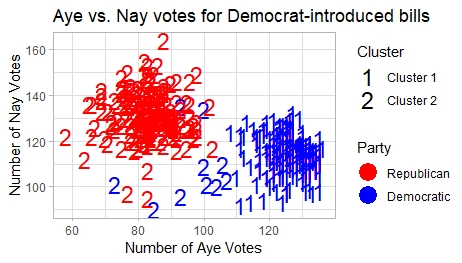 Aye vs. Nay votes for Democrat-introduced bills
Number of Nay Votes
160
140
120
100
60
80
100
120
Number of Aye Votes
Cluster
1 Cluster 1
2 Cluster 2
Party
Republican
Democratic